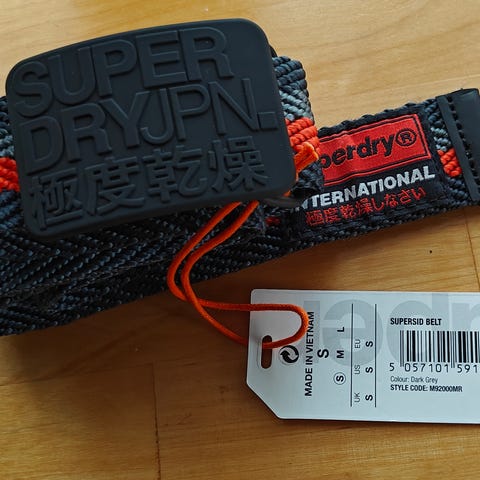 SUPER
DRYJPN.
極度乾燥
perdry®
INTERNATIONAL
極度乾燥しなさい
MADE IN VIETNAM
S
S M L
UK US EU
S S S
SUPERSID BELT
5 057101 591
Colour: Dark Grey
STYLE CODE: M92000MR